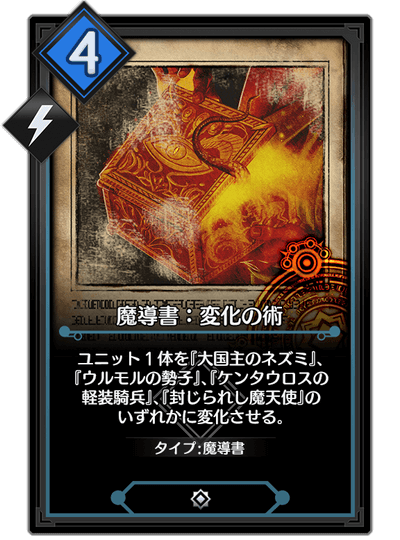 4
魔導書：変化の術
ユニット１体を『大国主のネズミ』、
『ウルモルの勢子』、『ケンタウロスの
軽装騎兵』、『封じられし魔天使』の
いずれかに変化させる。
タイプ：魔導書